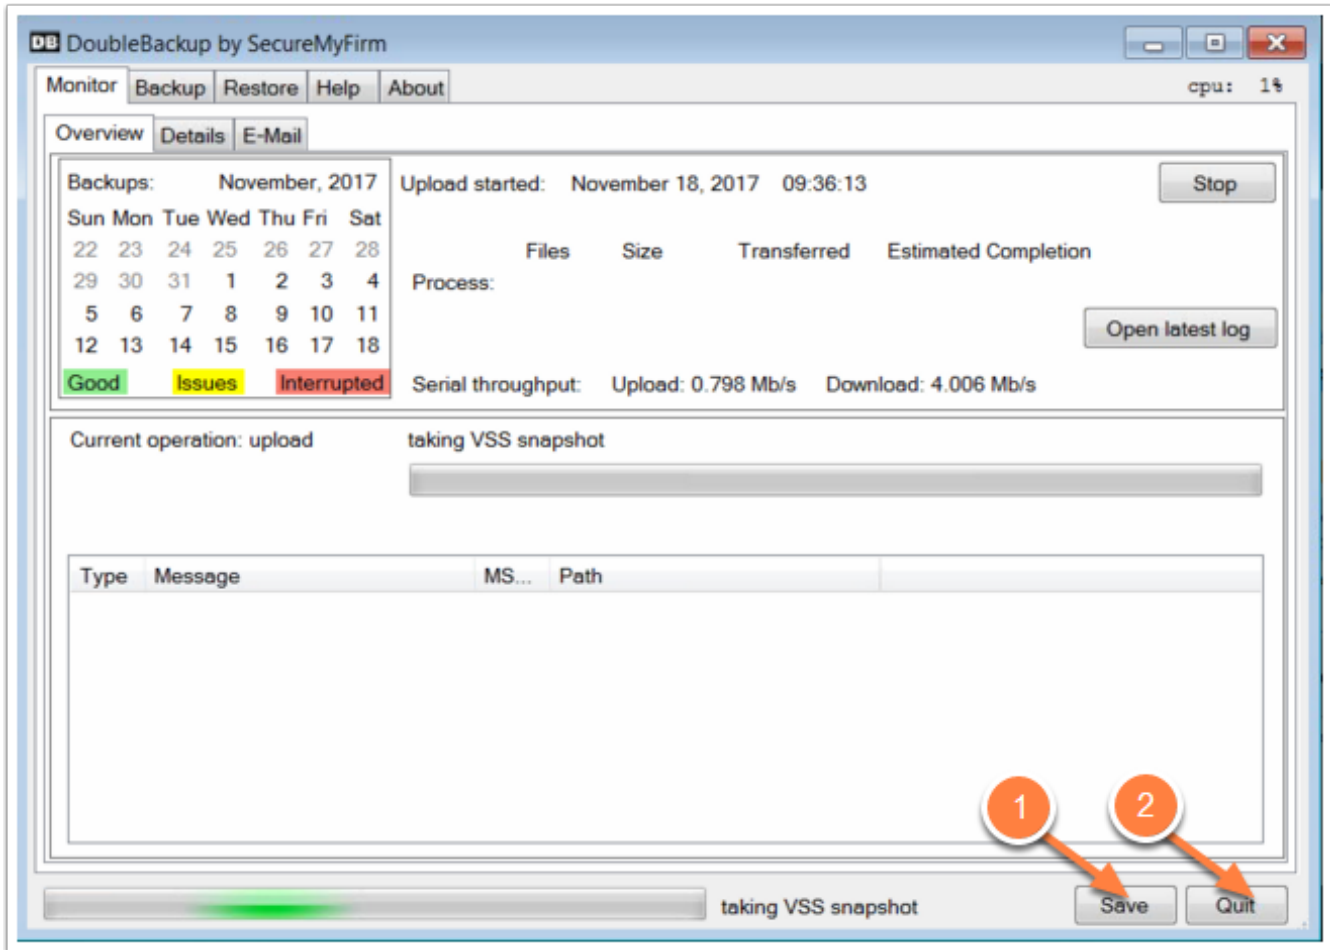 DB DoubleBackup by SecureMyFirm
Monitor Backup Restore Help About cpu: 1%
Overview Details E-Mail
Backups: November, 2017 Upload started: November 18, 2017 09:36:13 Stop
Sun Mon Tue Wed Thu Fri Sat
22 23 24 25 26 27 28 Files Size Transferred Estimated Completion
29 30 31 1 2 3 4 Process:
5 6 7 8 9 10 11
12 13 14 15 16 17 18 Open latest log
Good Issues Interrupted Serial throughput: Upload: 0.798 Mb/s Download: 4.006 Mb/s
Current operation: upload taking VSS snapshot
Type Message MS... Path
1 2
taking VSS snapshot Save Quit